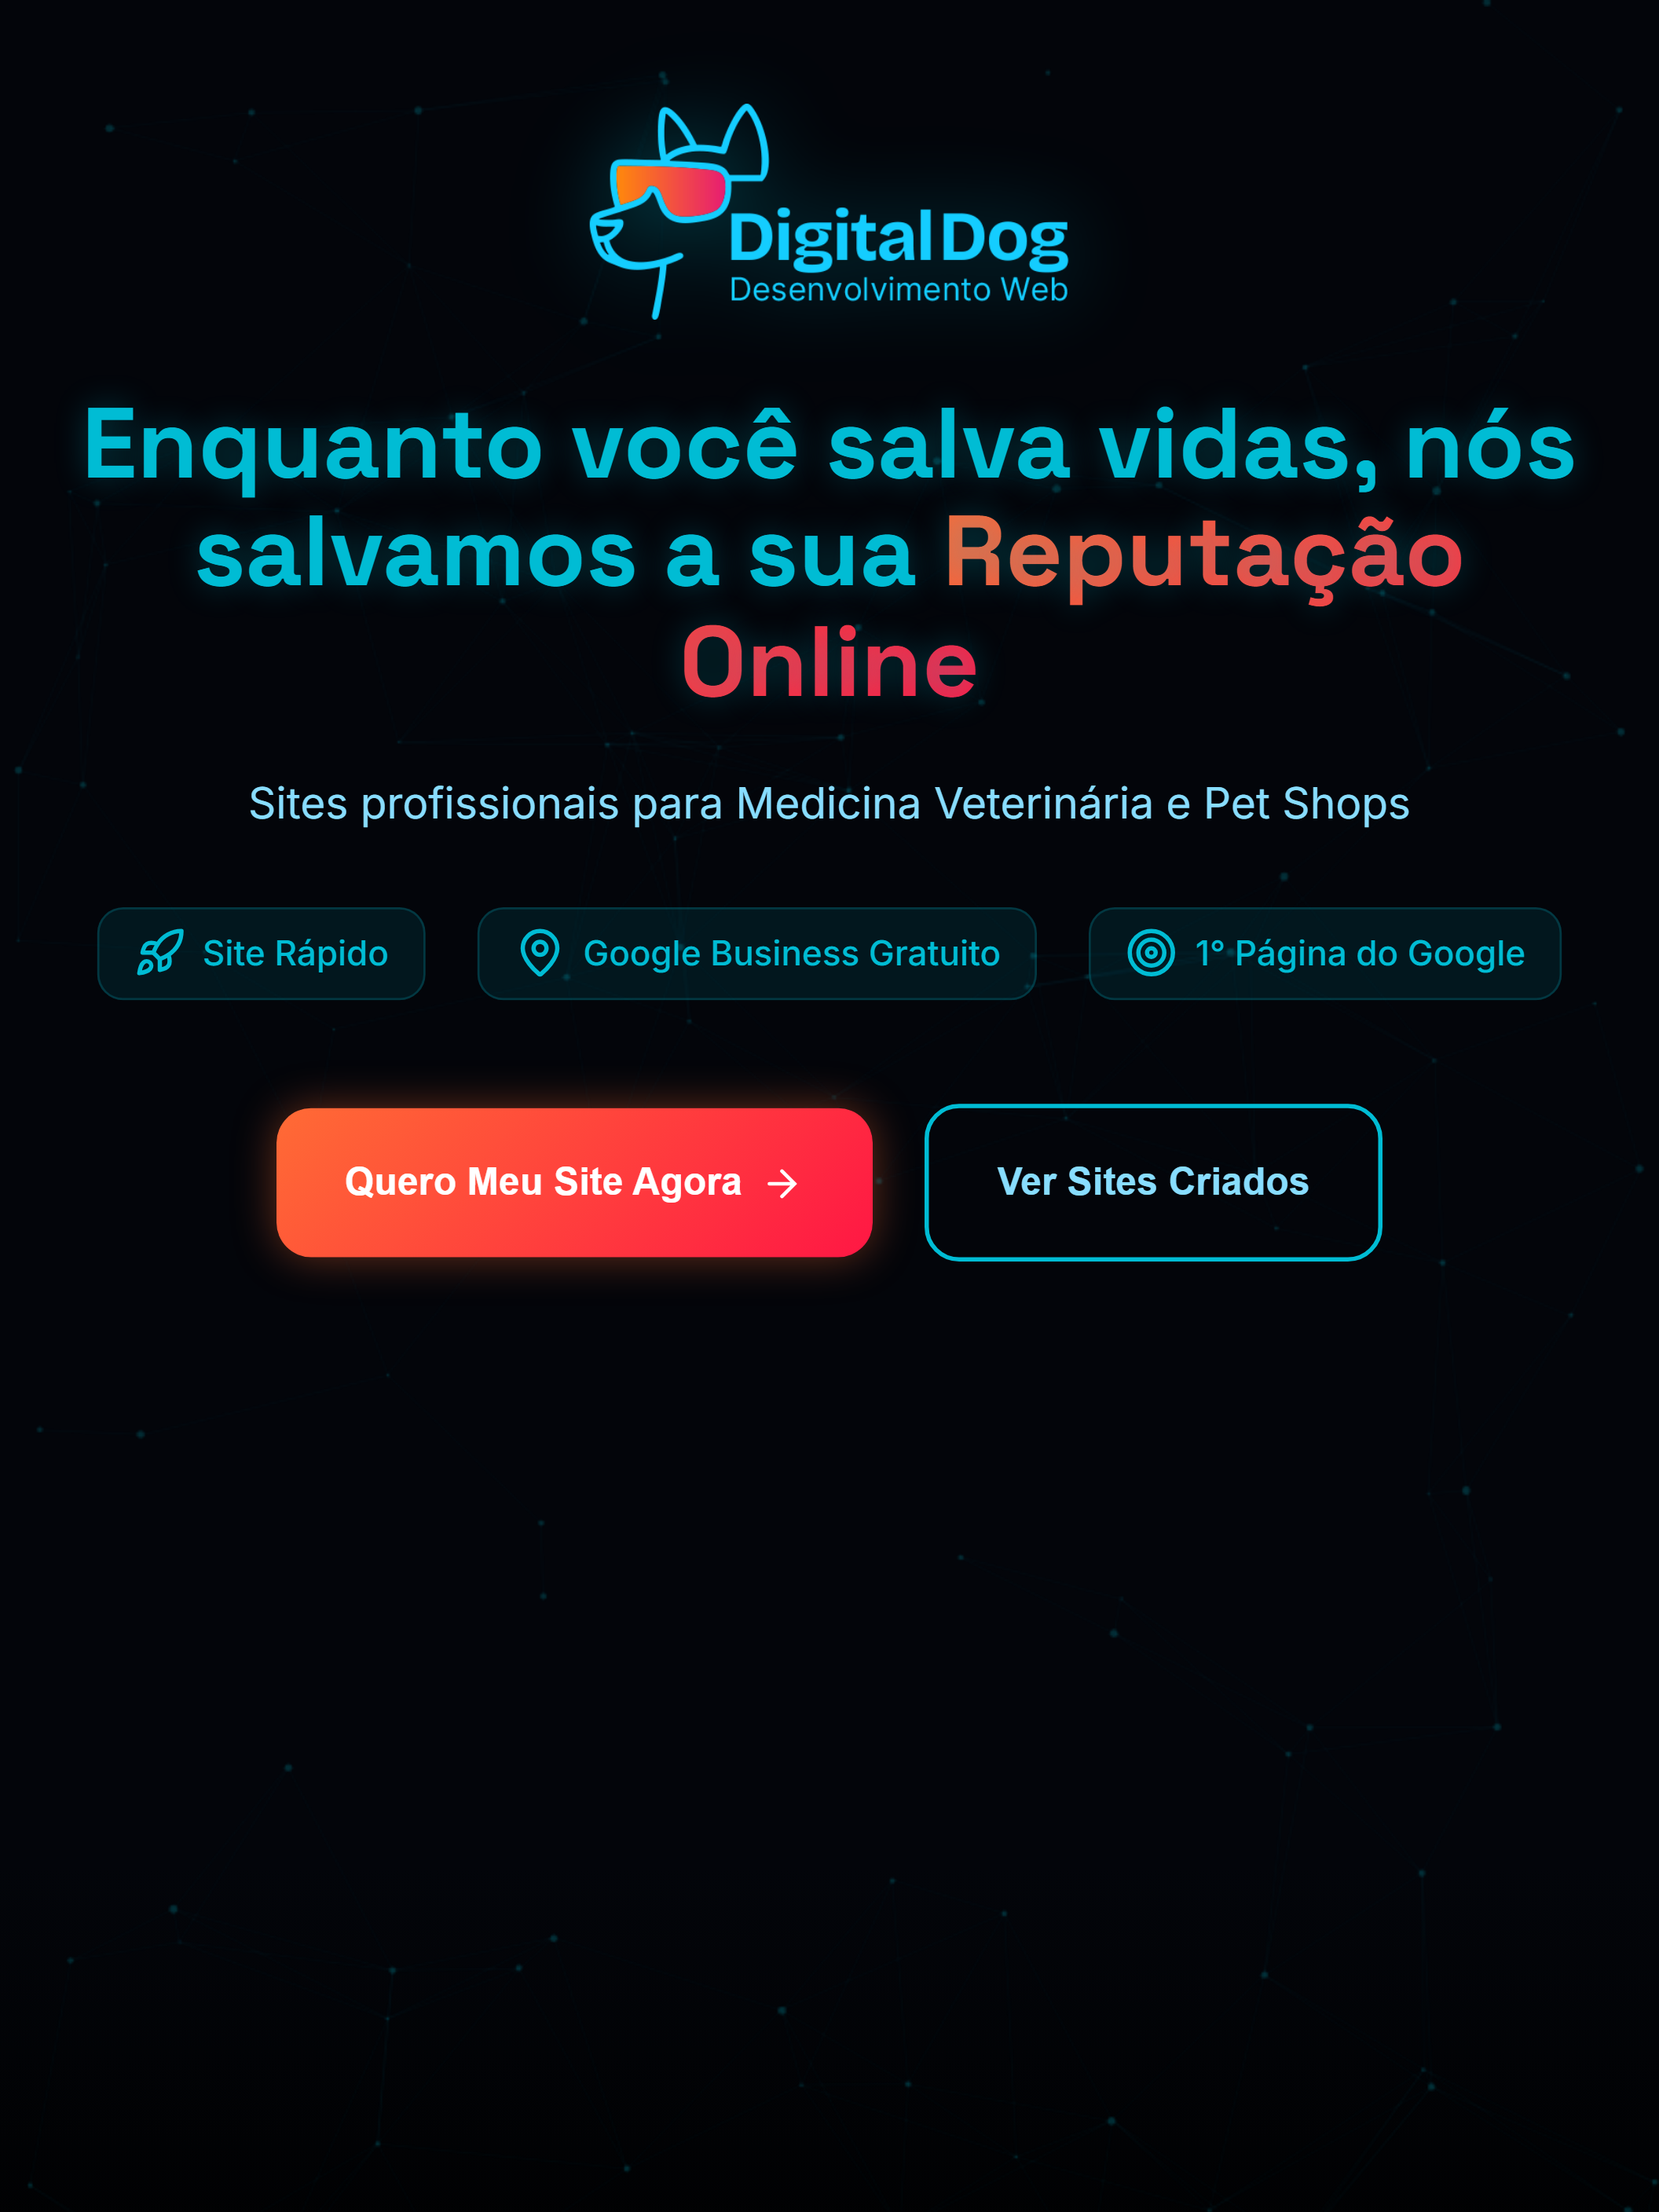 DigitalDog
Desenvolvimento Web
Enquanto você salva vidas, nós
salvamos a sua Reputação
Online
Sites profissionais para Medicina Veterinária e Pet Shops
Site Rápido
Google Business Gratuito
1° Página do Google
Quero Meu Site Agora →
Ver Sites Criados